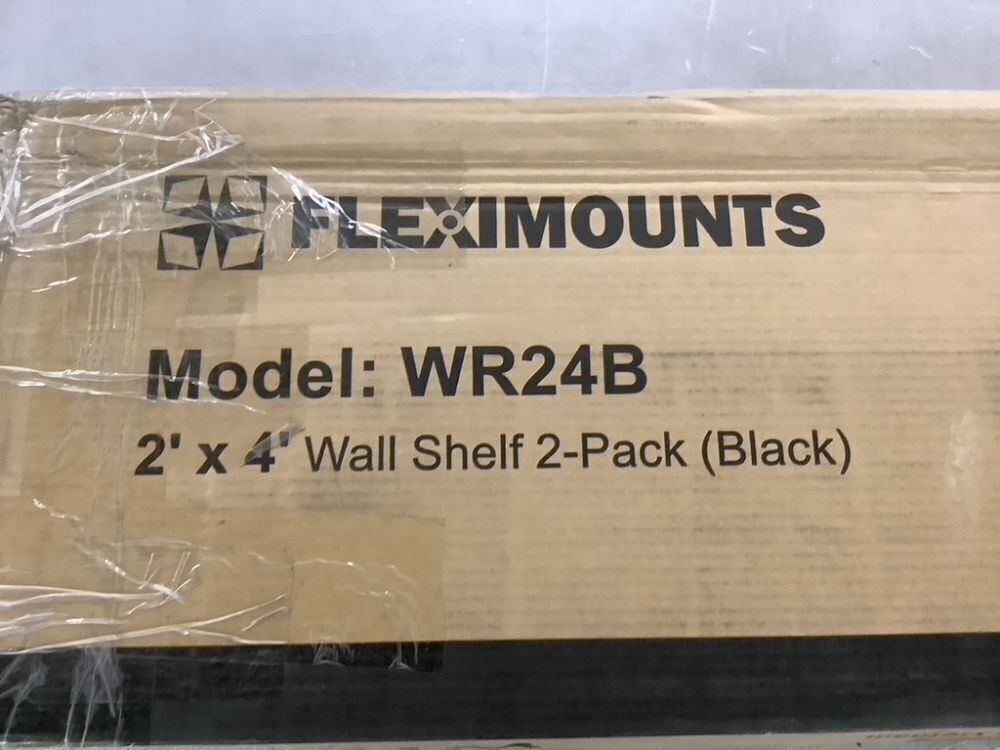 FLEXIMOUNTS
Model: WR24B
2' x 4' Wall Shelf 2-Pack (Black)